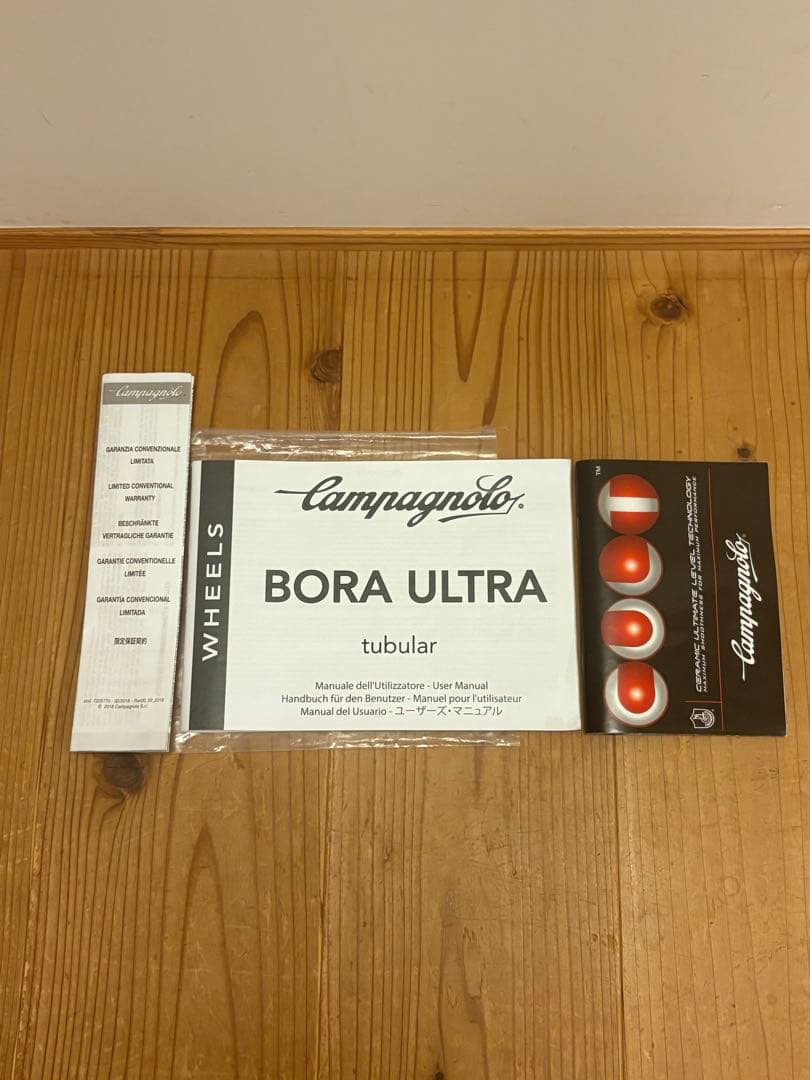 Campagnolo
GARANZIA CONVENZIONALE
LIMITATA
LIMITED CONVENTIONAL
WARRANTY
BESCHRÄNKTE
VERTRAGLICHE GARANTIE
GARANTIE CONVENTIONELLE
LIMITÉE
GARANTÍA CONVENCIONAL
LIMITADA
限定保証契約
© 2018 Campagnolo S.r.l.
WHEELS
Campagnolo
BORA ULTRA
tubular
Manuale dell'Utilizzatore - User Manual
Handbuch für den Benutzer - Manuel pour l'utilisateur
Manual del Usuario - ユーザーズ・マニュアル
CULT
TM
CERAMIC ULTIMATE LEVEL TECHNOLOGY
MAXIMUM SMOOTHNESS FOR MAXIMUM PERFORMANCE
Campagnolo